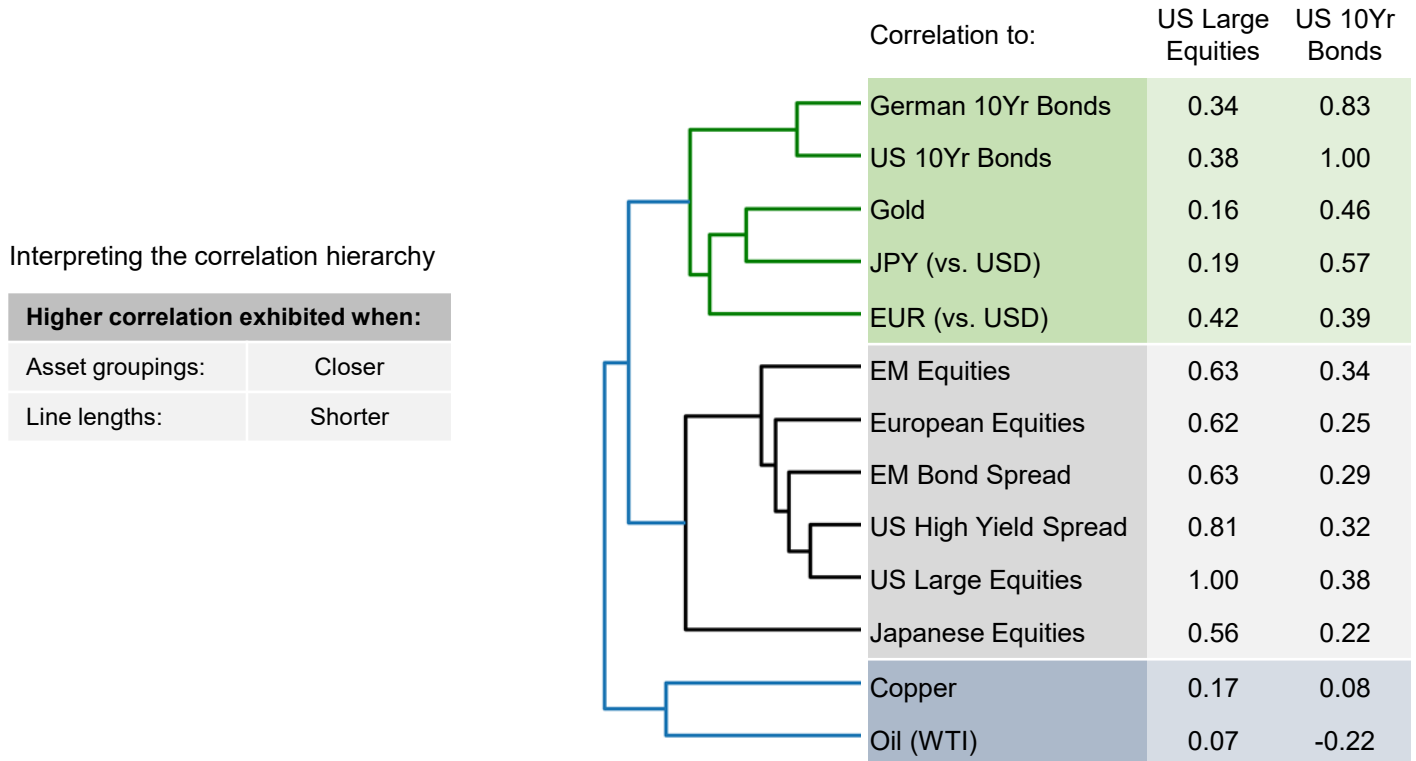 Correlation to:
US Large Equities
US 10Yr Bonds
German 10Yr Bonds 0.34 0.83
US 10Yr Bonds 0.38 1.00
Gold 0.16 0.46
JPY (vs. USD) 0.19 0.57
EUR (vs. USD) 0.42 0.39
EM Equities 0.63 0.34
European Equities 0.62 0.25
EM Bond Spread 0.63 0.29
US High Yield Spread 0.81 0.32
US Large Equities 1.00 0.38
Japanese Equities 0.56 0.22
Copper 0.17 0.08
Oil (WTI) 0.07 -0.22
Interpreting the correlation hierarchy
Higher correlation exhibited when:
Asset groupings: Closer
Line lengths: Shorter